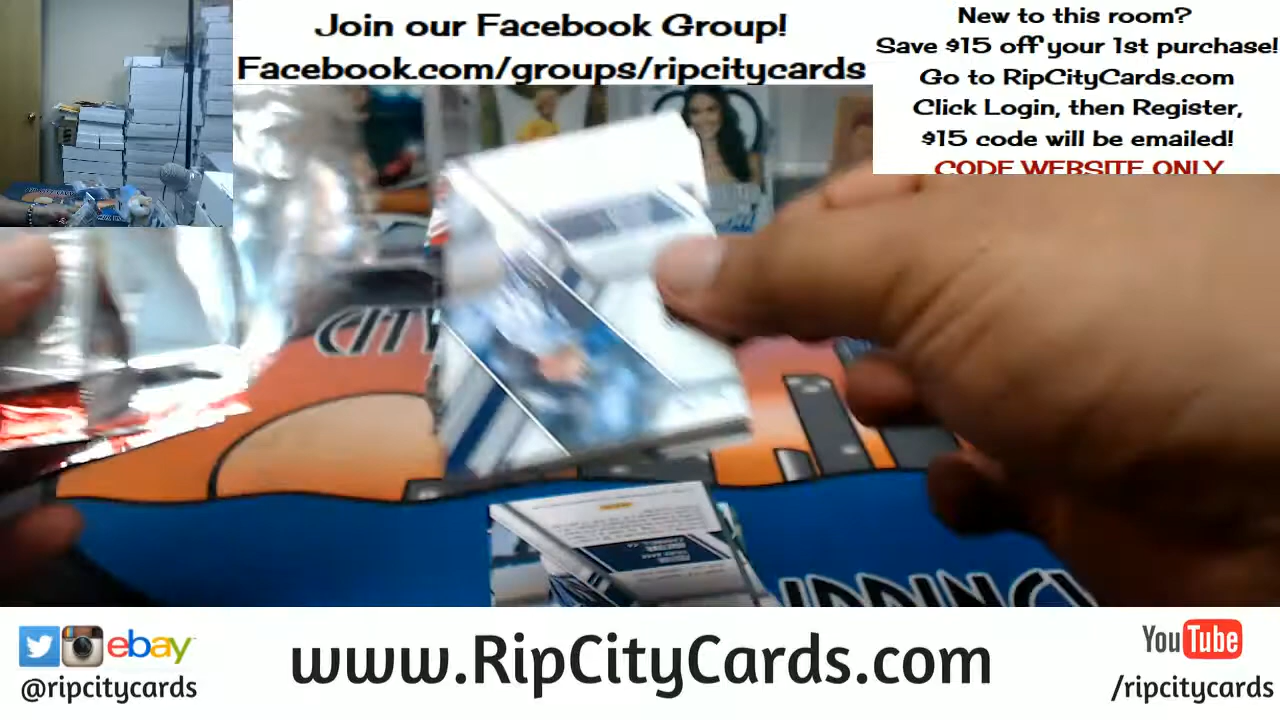 Join our Facebook Group!
Facebook.com/groups/ripcitycards
New to this room?
Save $15 off your 1st purchase!
Go to RipCityCards.com
Click Login, then Register,
$15 code will be emailed!
CODE WEBSITE ONLY
CITY
ebay
@ripcitycards
www.RipCityCards.com
YouTube
/ripcitycards